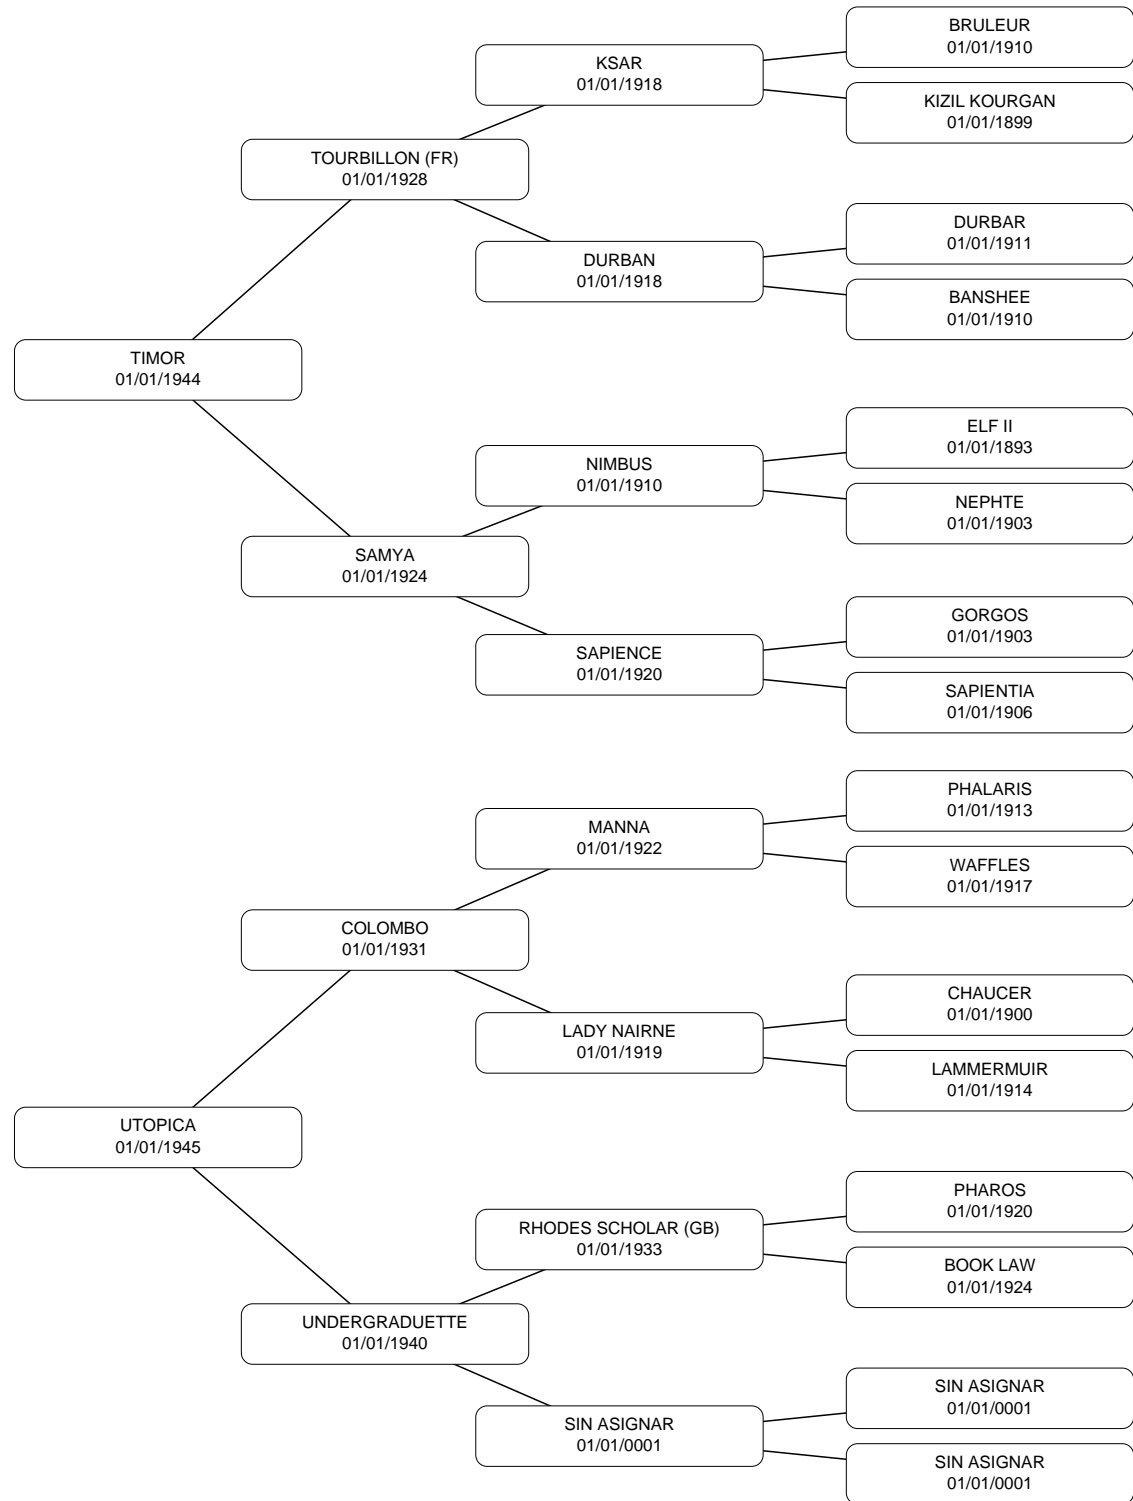 BRULEUR
01/01/1910
KSAR
01/01/1918
KIZIL KOURGAN
01/01/1899
TOURBILLON (FR)
01/01/1928
DURBAR
01/01/1911
DURBAN
01/01/1918
BANSHEE
01/01/1910
TIMOR
01/01/1944
ELF II
01/01/1893
NIMBUS
01/01/1910
NEPHTE
01/01/1903
SAMYA
01/01/1924
GORGOS
01/01/1903
SAPIENCE
01/01/1920
SAPIENTIA
01/01/1906
PHALARIS
01/01/1913
MANNA
01/01/1922
WAFFLES
01/01/1917
COLOMBO
01/01/1931
CHAUCER
01/01/1900
LADY NAIRNE
01/01/1919
LAMMERMUIR
01/01/1914
UTOPICA
01/01/1945
PHAROS
01/01/1920
RHODES SCHOLAR (GB)
01/01/1933
BOOK LAW
01/01/1924
UNDERGRADUETTE
01/01/1940
SIN ASIGNAR
01/01/0001
SIN ASIGNAR
01/01/0001
SIN ASIGNAR
01/01/0001